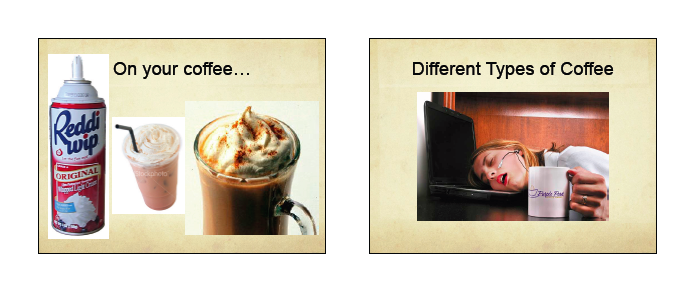 On your coffee…
Reddi
wip
ORIGINAL
Different Types of Coffee